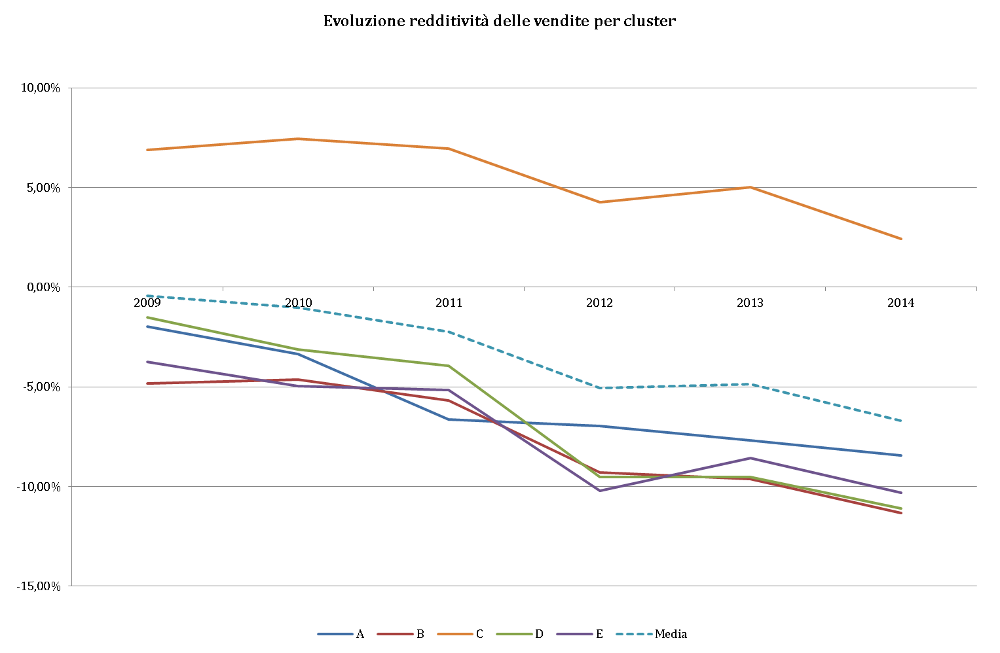 Evoluzione redditività delle vendite per cluster
10,00%
5,00%
0,00%
2009 2010 2011 2012 2013 2014
-5,00%
-10,00%
-15,00%
A B C D E Media